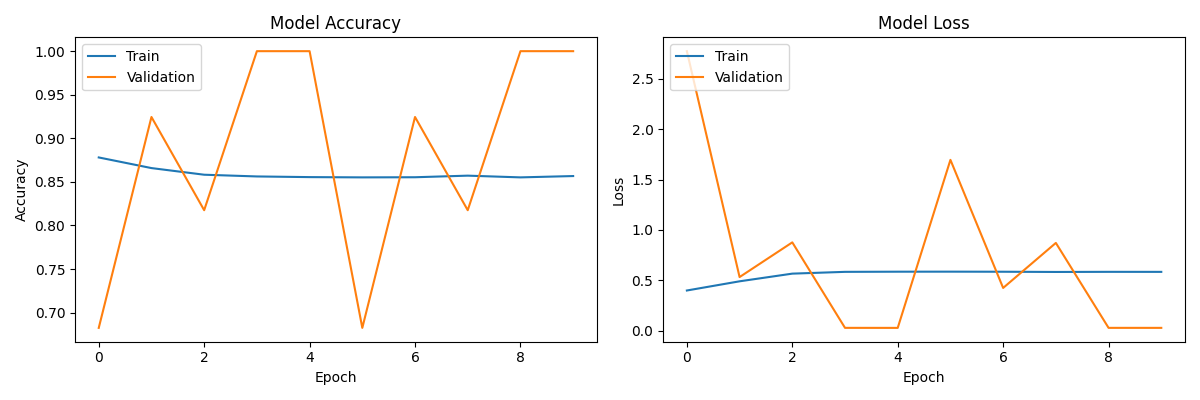 Model Accuracy
Train
Validation
1.00
0.95
0.90
0.85
0.80
0.75
0.70
Accuracy
0
2
4
6
8
Epoch
Model Loss
Train
Validation
2.5
2.0
1.5
1.0
0.5
0.0
Loss
0
2
4
6
8
Epoch